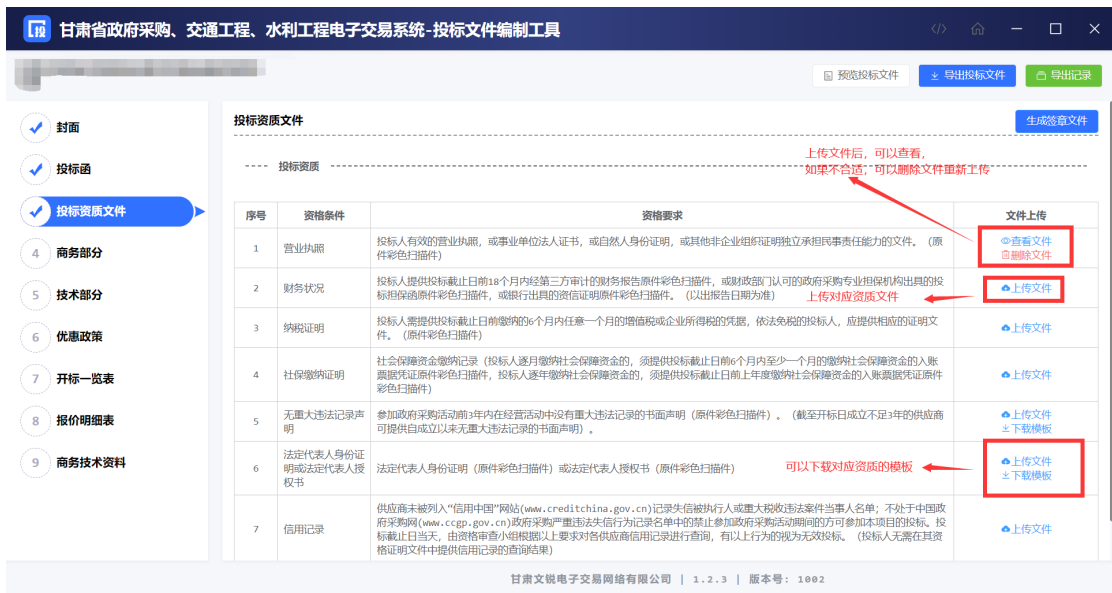 投 甘肃省政府采购、交通工程、水利工程电子交易系统-投标文件编制工具
预览投标文件 导出投标文件 导出记录
封面
投标函
投标资质文件
4 商务部分
5 技术部分
6 优惠政策
7 开标一览表
8 报价明细表
9 商务技术资料
投标资质文件 生成签章文件
---- 投标资质
上传文件后，可以查看，
如果不合适，可以删除文件重新上传
序号 资格条件 资格要求 文件上传
1 营业执照 投标人有效的营业执照，或事业单位法人证书，或自然人身份证明，或其他非企业组织证明独立承担民事责任能力的文件。（原
件彩色扫描件）
查看文件
删除文件
2 财务状况 投标人提供投标截止日前18个月内经第三方审计的财务报告原件彩色扫描件，或财政部门认可的政府采购专业担保机构出具的投
标担保函原件彩色扫描件，或银行出具的资信证明原件彩色扫描件。（以出报告日期为准）
上传对应资质文件
上传文件
3 纳税证明 投标人需提供投标截止日前缴纳的6个月内任意一个月的增值税或企业所得税的凭据，依法免税的投标人，应提供相应的证明文
件。（原件彩色扫描件）
上传文件
4 社保缴纳证明 社会保障资金缴纳记录（投标人逐月缴纳社会保障资金的，须提供投标截止日前6个月内至少一个月的缴纳社会保障资金的入账
票据凭证原件彩色扫描件，投标人逐年缴纳社会保障资金的，须提供投标截止日前上年度缴纳社会保障资金的入账票据凭证原件
彩色扫描件）
上传文件
5 无重大违法记录声
明
参加政府采购活动前3年内在经营活动中没有重大违法记录的书面声明（原件彩色扫描件）。（截至开标日成立不足3年的供应商
可提供自成立以来无重大违法记录的书面声明）。
上传文件
下载模板
6 法定代表人身份证
明或法定代表人授
权书
法定代表人身份证明（原件彩色扫描件）或法定代表人授权书（原件彩色扫描件）
可以下载对应资质的模板
上传文件
下载模板
7 信用记录 供应商未被列入“信用中国”网站(www.creditchina.gov.cn)记录失信被执行人或重大税收违法案件当事人名单；不处于中国政
府采购网(www.ccgp.gov.cn)政府采购严重违法失信行为记录名单中的禁止参加政府采购活动期间的方可参加本项目的投标。投
标截止日当天，由资格审查小组根据以上要求对各供应商信用记录进行查询，有以上行为的视为无效投标。（投标人无需在其资
格证明文件中提供信用记录的查询结果）
上传文件
甘肃文锐电子交易网络有限公司 | 1.2.3 | 版本号: 1002